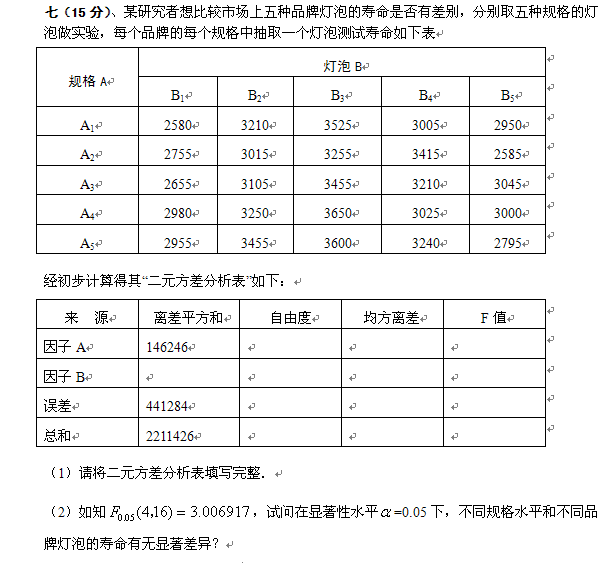 七（15分）、某研究者想比较市场上五种品牌灯泡的寿命是否有差别，分别取五种规格的灯
泡做实验，每个品牌的每个规格中抽取一个灯泡测试寿命如下表
规格 A 灯泡 B
B1 B2 B3 B4 B5
A1 2580 3210 3525 3005 2950
A2 2755 3015 3255 3415 2585
A3 2655 3105 3455 3210 3045
A4 2980 3250 3650 3025 3000
A5 2955 3455 3600 3240 2795
经初步计算得其“二元方差分析表”如下：
来 源 离差平方和 自由度 均方离差 F 值
因子 A 146246
因子 B
误差 441284
总和 2211426
（1）请将二元方差分析表填写完整．
（2）如知 F0.05(4,16) = 3.006917，试问在显著性水平 α=0.05 下，不同规格水平和不同品
牌灯泡的寿命有无显著差异？